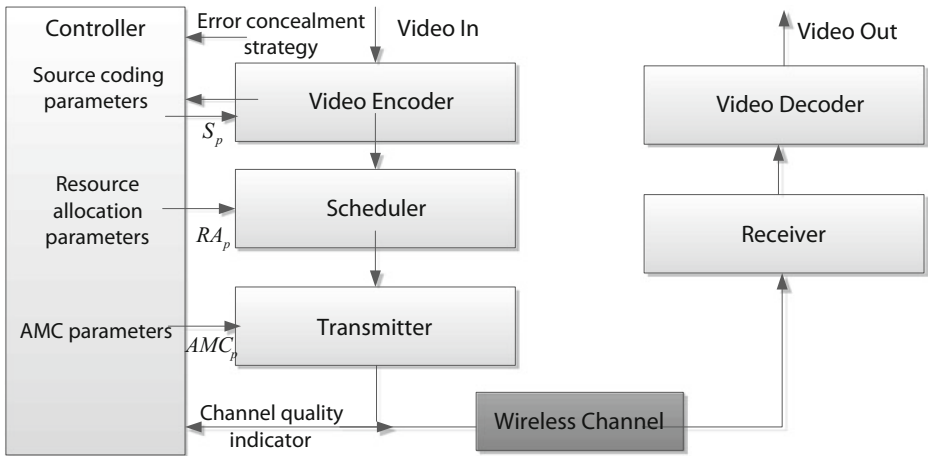 Controller
Error concealment
strategy
Video In
Video Out
Source coding
parameters
S_p
Video Encoder
Video Decoder
Resource
allocation
parameters
RA_p
Scheduler
Receiver
AMC parameters
AMC_p
Transmitter
Channel quality
indicator
Wireless Channel